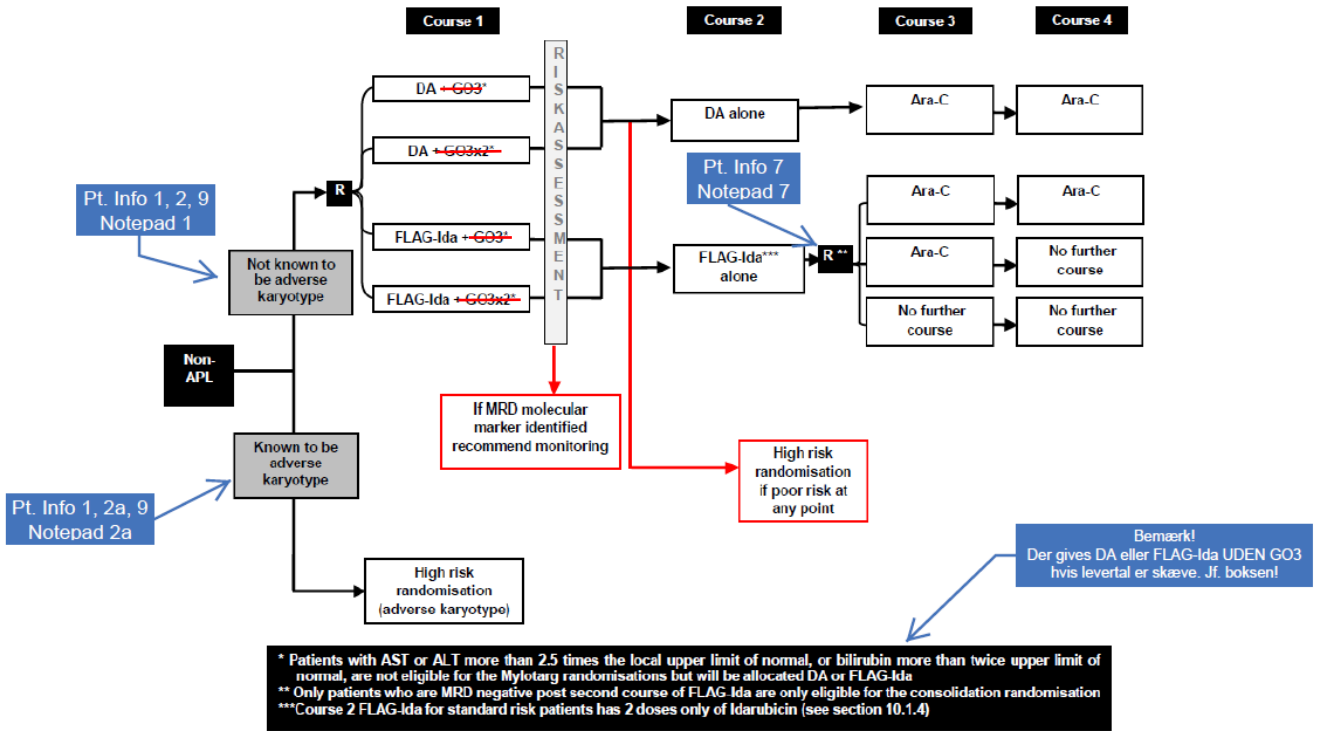 Course 1
Course 2
Course 3
Course 4
RISK ASSESSMENT
DA + GO3*
DA + GO3x2*
FLAG-Ida + GO3*
FLAG-Ida + GO3x2*
R
DA alone
Ara-C
Ara-C
Pt. Info 7
Notepad 7
FLAG-Ida***
alone
R **
Ara-C
Ara-C
Ara-C
No further
course
No further
course
No further
course
Pt. Info 1, 2, 9
Notepad 1
Not known to
be adverse
karyotype
Non-
APL
Known to be
adverse
karyotype
Pt. Info 1, 2a, 9
Notepad 2a
If MRD molecular
marker identified
recommend monitoring
High risk
randomisation
if poor risk at
any point
High risk
randomisation
(adverse karyotype)
Bemærk!
Der gives DA eller FLAG-Ida UDEN GO3
hvis levertal er skæve. Jf. boksen!
* Patients with AST or ALT more than 2.5 times the local upper limit of normal, or bilirubin more than twice upper limit of
normal, are not eligible for the Mylotarg randomisations but will be allocated DA or FLAG-Ida
** Only patients who are MRD negative post second course of FLAG-Ida are only eligible for the consolidation randomisation
***Course 2 FLAG-Ida for standard risk patients has 2 doses only of Idarubicin (see section 10.1.4)